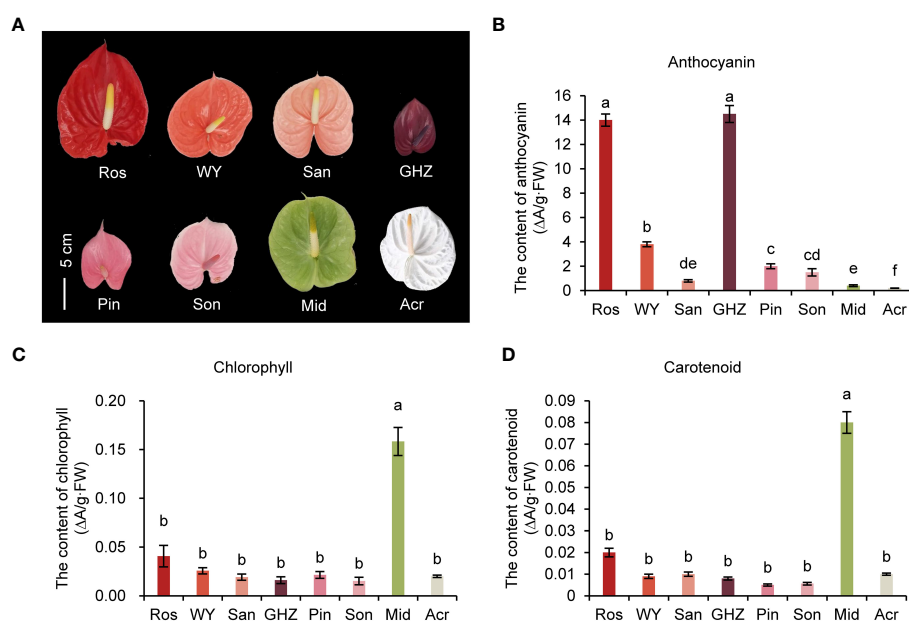 A
Ros WY San GHZ
5 cm
Pin Son Mid Acr
B
Anthocyanin
The content of anthocyanin
(ΔA/g·FW)
16
14
12
10
8
6
4
2
0
a b de a c cd e f
Ros WY San GHZ Pin Son Mid Acr
C
Chlorophyll
The content of chlorophyll
(ΔA/g·FW)
0.20
0.15
0.10
0.05
0.00
b b b b b b a b
Ros WY San GHZ Pin Son Mid Acr
D
Carotenoid
The content of carotenoid
(ΔA/g·FW)
0.09
0.08
0.07
0.06
0.05
0.04
0.03
0.02
0.01
0
b b b b b b a b
Ros WY San GHZ Pin Son Mid Acr